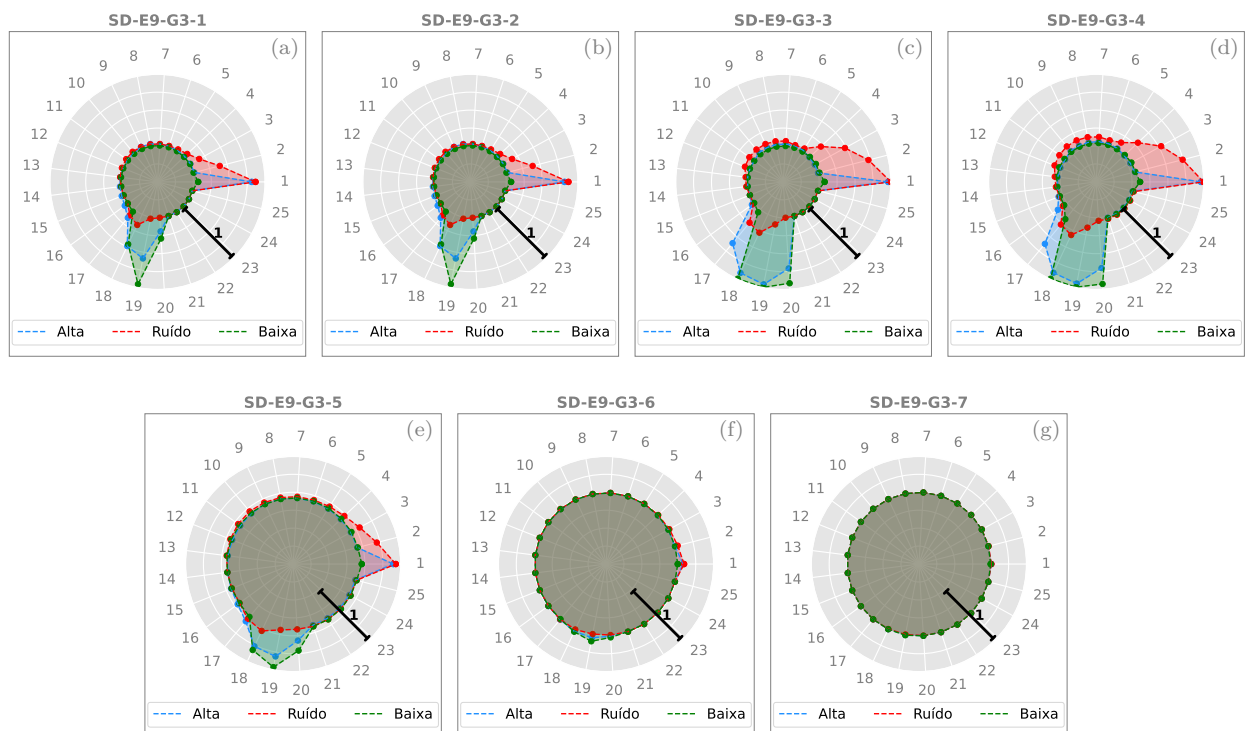 SD-E9-G3-1 SD-E9-G3-2 SD-E9-G3-3 SD-E9-G3-4
(a) (b) (c) (d)
1 2 3 4 5 6 7 8 9 10 11 12 13 14 15 16 17 18 19 20 21 22 23 24 25
1
Alta Ruído Baixa
1 2 3 4 5 6 7 8 9 10 11 12 13 14 15 16 17 18 19 20 21 22 23 24 25
1
Alta Ruído Baixa
1 2 3 4 5 6 7 8 9 10 11 12 13 14 15 16 17 18 19 20 21 22 23 24 25
1
Alta Ruído Baixa
1 2 3 4 5 6 7 8 9 10 11 12 13 14 15 16 17 18 19 20 21 22 23 24 25
1
Alta Ruído Baixa
SD-E9-G3-5 SD-E9-G3-6 SD-E9-G3-7
(e) (f) (g)
1 2 3 4 5 6 7 8 9 10 11 12 13 14 15 16 17 18 19 20 21 22 23 24 25
1
Alta Ruído Baixa
1 2 3 4 5 6 7 8 9 10 11 12 13 14 15 16 17 18 19 20 21 22 23 24 25
1
Alta Ruído Baixa
1 2 3 4 5 6 7 8 9 10 11 12 13 14 15 16 17 18 19 20 21 22 23 24 25
1
Alta Ruído Baixa